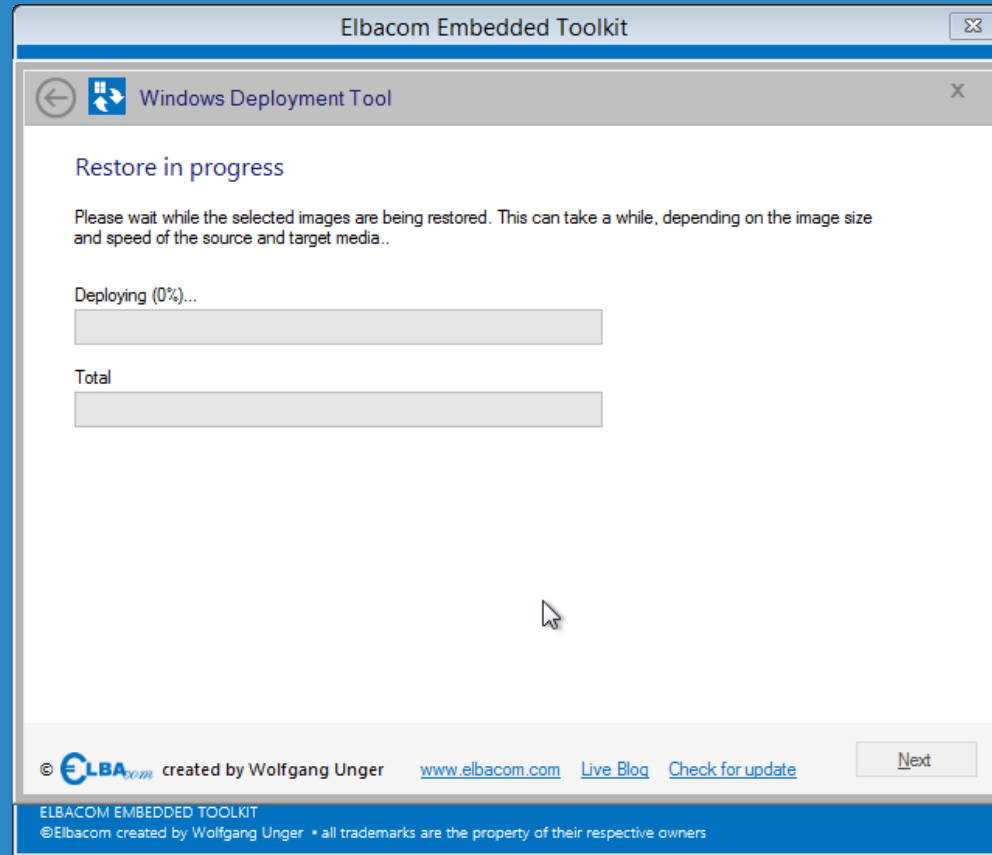 Elbacom Embedded Toolkit
Windows Deployment Tool X
Restore in progress
Please wait while the selected images are being restored. This can take a while, depending on the image size
and speed of the source and target media..
Deploying (0%)...
Total
© ELBAcom created by Wolfgang Unger www.elbacom.com Live Blog Check for update Next
ELBACOM EMBEDDED TOOLKIT
©Elbacom created by Wolfgang Unger • all trademarks are the property of their respective owners